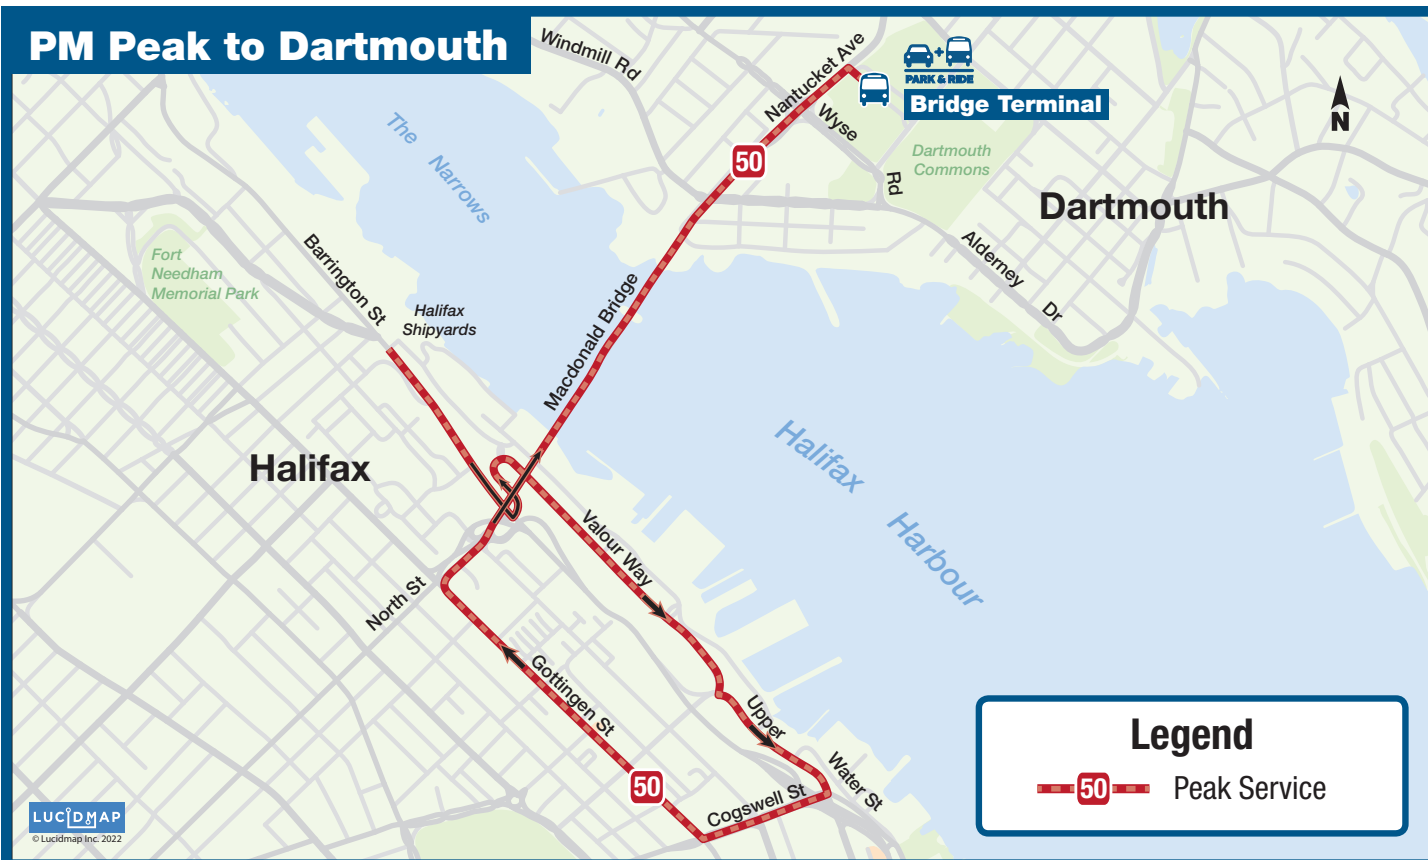 PM Peak to Dartmouth
Windmill Rd
Nantucket Ave
PARK & RIDE
Bridge Terminal
N
The Narrows
Wyse Rd
50
Dartmouth
Commons
Dartmouth
Fort
Needham
Memorial Park
Barrington St
Halifax
Shipyards
Macdonald Bridge
Alderney Dr
Halifax
Halifax Harbour
Valour Way
North St
Gottingen St
Upper Water St
50
Cogswell St
Legend
50 Peak Service
LUCIDMAP
© Lucidmap Inc. 2022